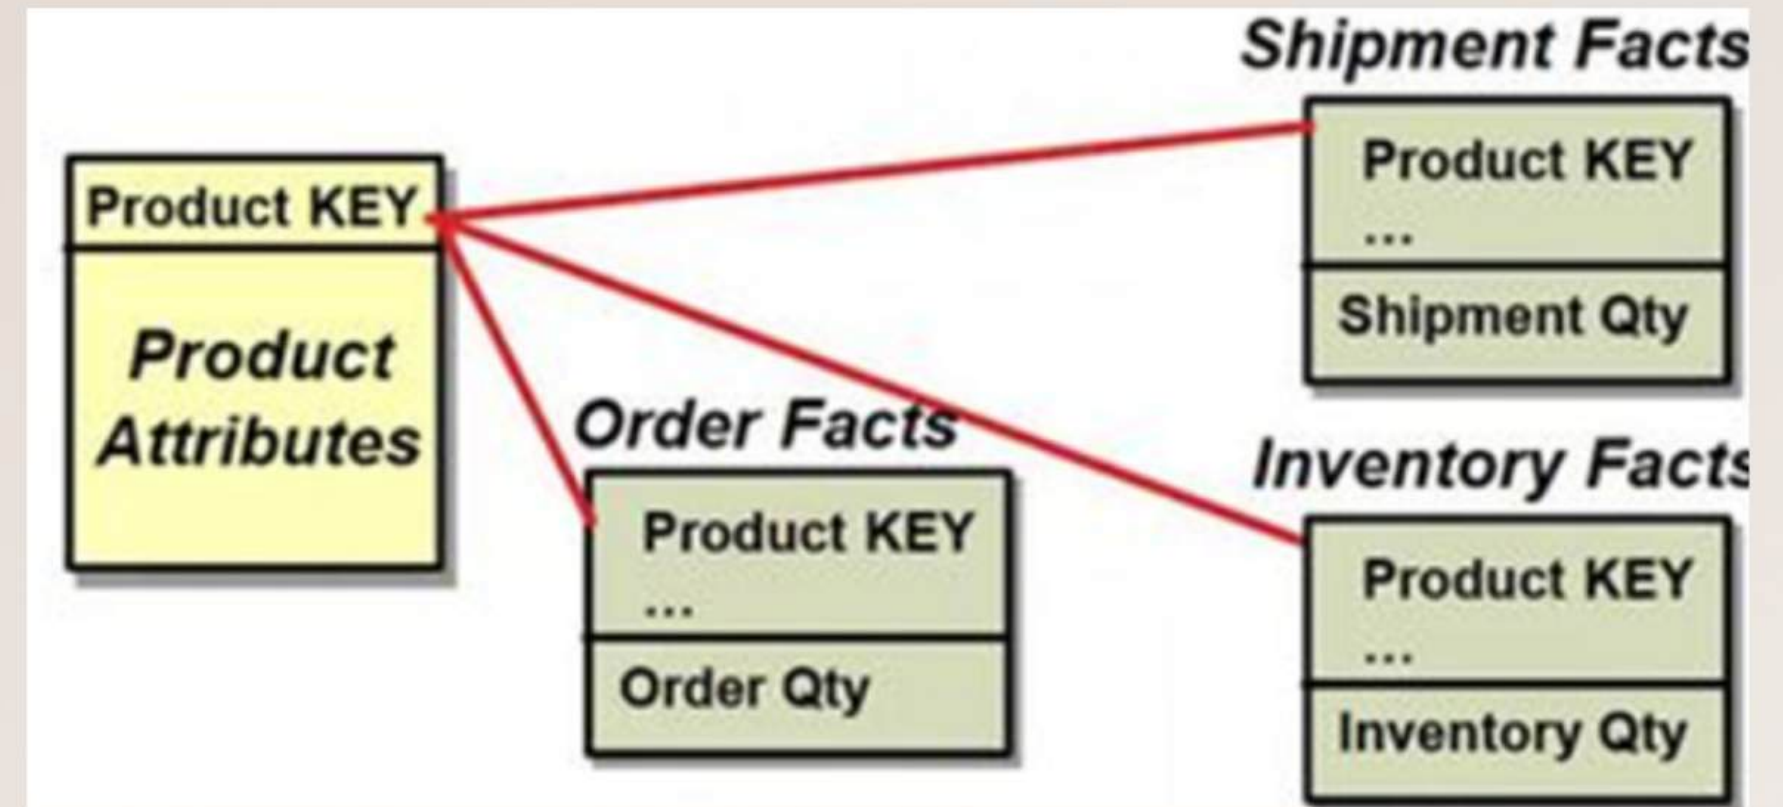 Product KEY
Product
Attributes
Shipment Facts
Product KEY
...
Shipment Qty
Order Facts
Product KEY
...
Order Qty
Inventory Facts
Product KEY
...
Inventory Qty